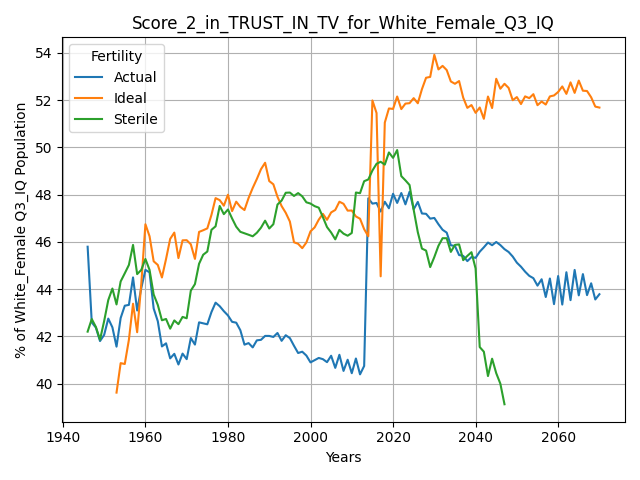 Score_2_in_TRUST_IN_TV_for_White_Female_Q3_IQ
Fertility
Actual
Ideal
Sterile
% of White_Female Q3_IQ Population
54
52
50
48
46
44
42
40
1940
1960
1980
2000
2020
2040
2060
Years